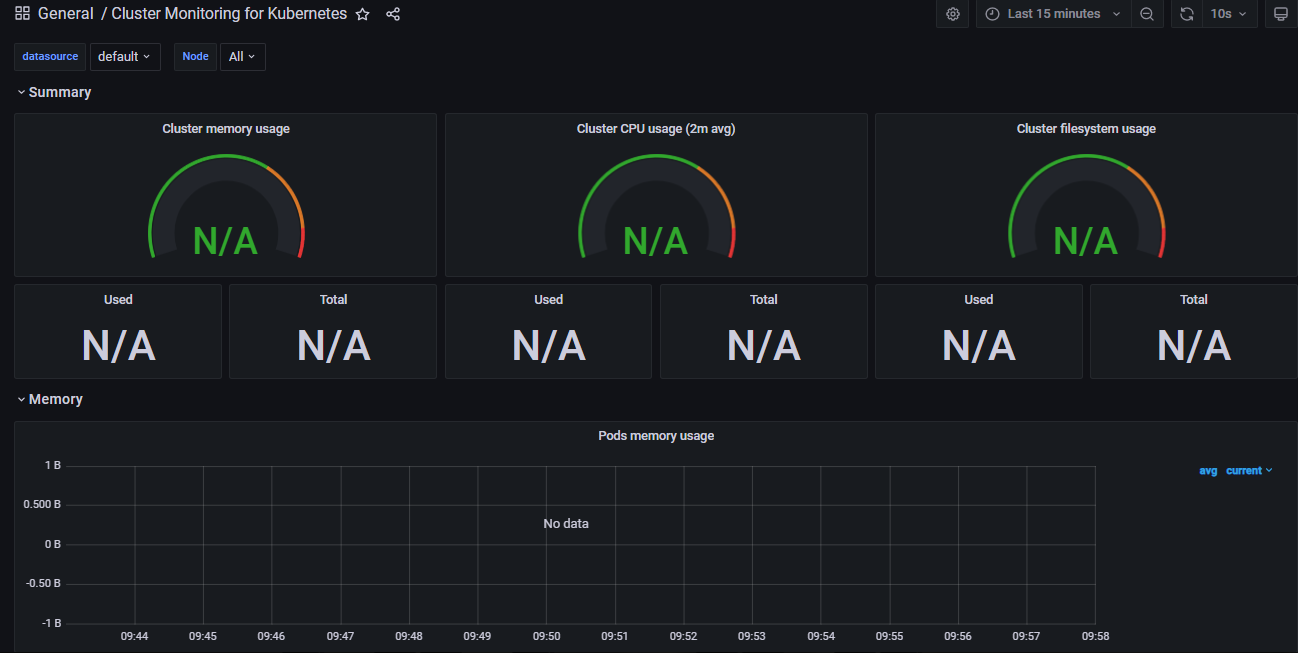 General / Cluster Monitoring for Kubernetes
Last 15 minutes
10s
datasource default Node All
Summary
Cluster memory usage
N/A
Cluster CPU usage (2m avg)
N/A
Cluster filesystem usage
N/A
Used
N/A
Total
N/A
Used
N/A
Total
N/A
Used
N/A
Total
N/A
Memory
Pods memory usage
avg current
1 B
0.500 B
0 B
-0.50 B
-1 B
No data
09:44 09:45 09:46 09:47 09:48 09:49 09:50 09:51 09:52 09:53 09:54 09:55 09:56 09:57 09:58